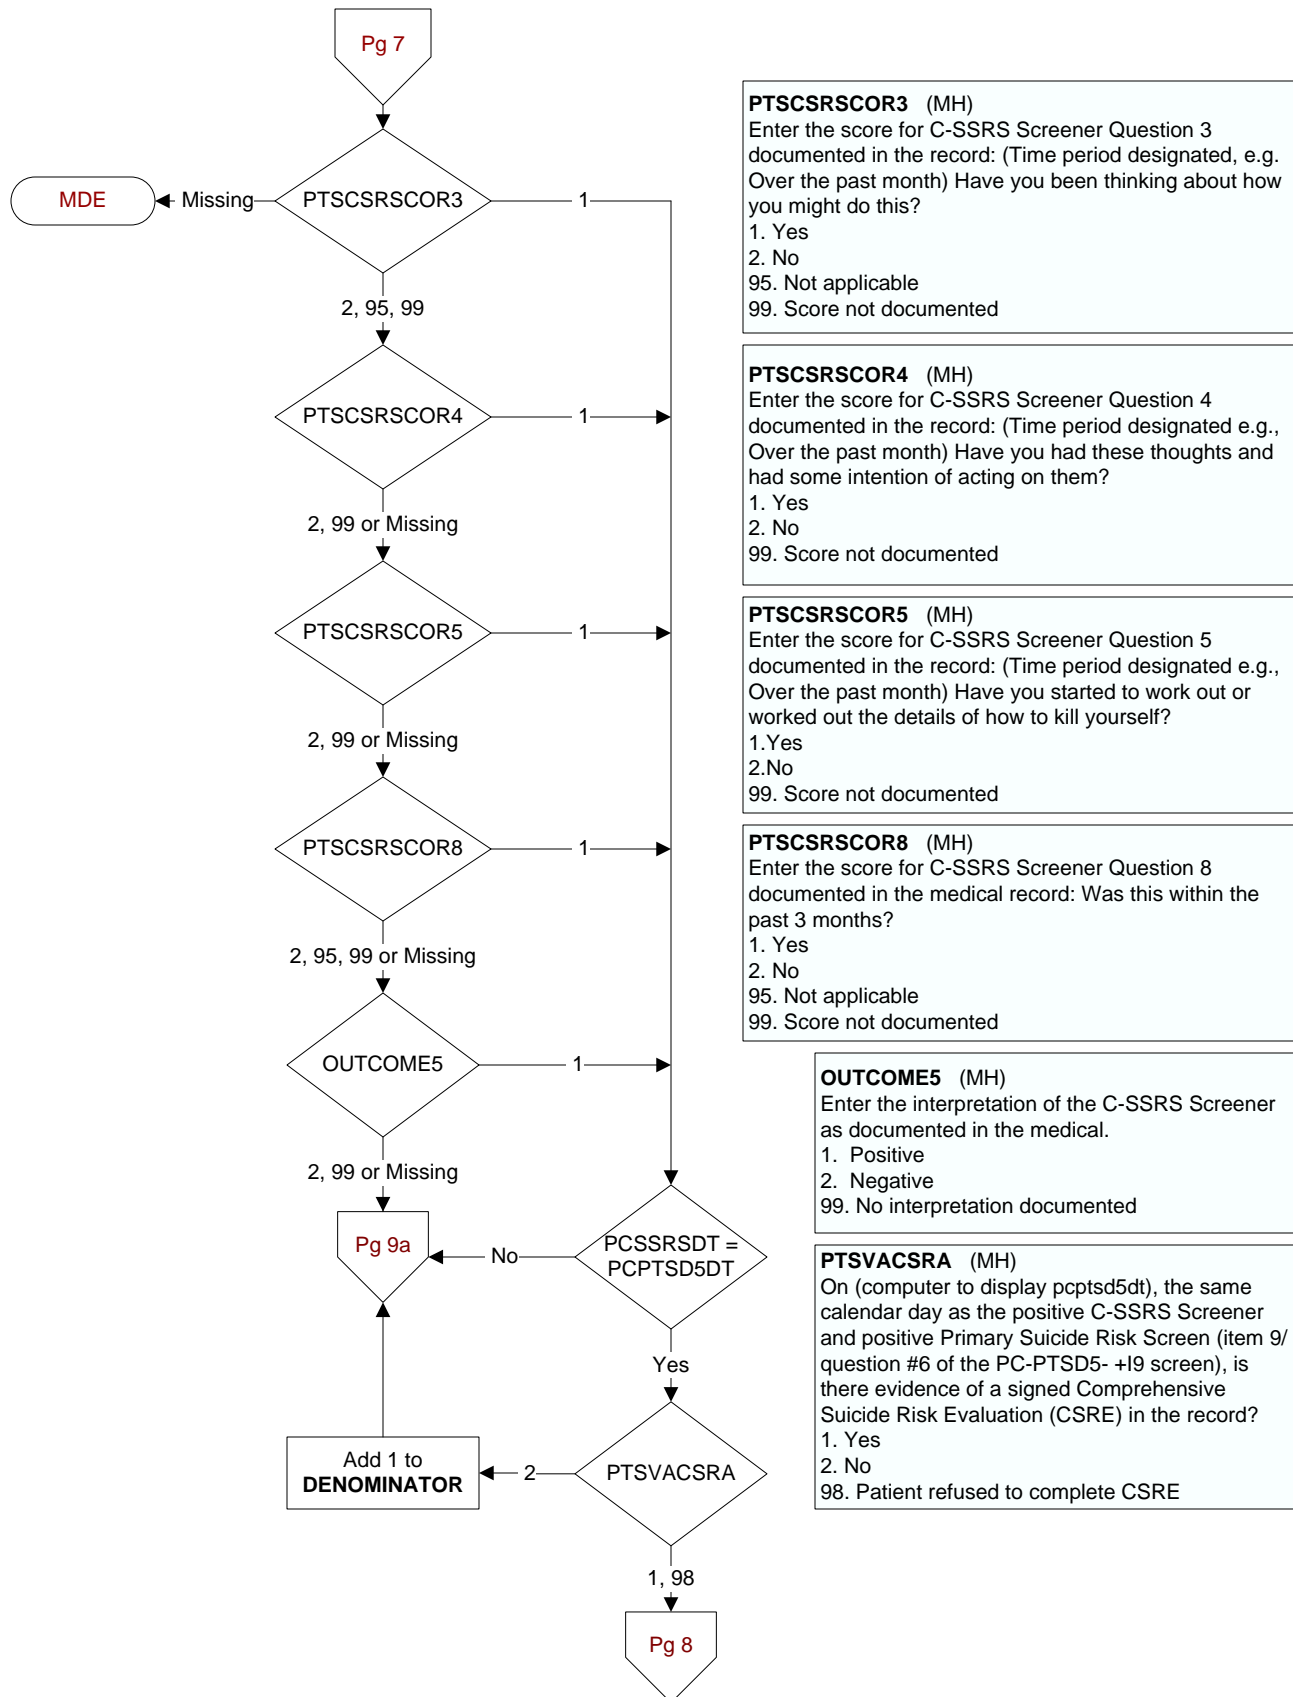 Pg 7
PTSCSRSCOR3
Missing
MDE
1
2, 95, 99
PTSCSRSCOR4
1
2, 99 or Missing
PTSCSRSCOR5
1
2, 99 or Missing
PTSCSRSCOR8
1
2, 95, 99 or Missing
OUTCOME5
1
2, 99 or Missing
Pg 9a
No
PCSSRSDT =
PCPTSD5DT
Yes
PTSVACSRA
2
Add 1 to
DENOMINATOR
1, 98
Pg 8
PTSCSRSCOR3 (MH)
Enter the score for C-SSRS Screener Question 3
documented in the record: (Time period designated, e.g.
Over the past month) Have you been thinking about how
you might do this?
1. Yes
2. No
95. Not applicable
99. Score not documented
PTSCSRSCOR4 (MH)
Enter the score for C-SSRS Screener Question 4
documented in the record: (Time period designated e.g.,
Over the past month) Have you had these thoughts and
had some intention of acting on them?
1. Yes
2. No
99. Score not documented
PTSCSRSCOR5 (MH)
Enter the score for C-SSRS Screener Question 5
documented in the record: (Time period designated e.g.,
Over the past month) Have you started to work out or
worked out the details of how to kill yourself?
1.Yes
2.No
99. Score not documented
PTSCSRSCOR8 (MH)
Enter the score for C-SSRS Screener Question 8
documented in the medical record: Was this within the
past 3 months?
1. Yes
2. No
95. Not applicable
99. Score not documented
OUTCOME5 (MH)
Enter the interpretation of the C-SSRS Screener
as documented in the medical.
1. Positive
2. Negative
99. No interpretation documented
PTSVACSRA (MH)
On (computer to display pcptsd5dt), the same
calendar day as the positive C-SSRS Screener
and positive Primary Suicide Risk Screen (item 9/
question #6 of the PC-PTSD5- +I9 screen), is
there evidence of a signed Comprehensive
Suicide Risk Evaluation (CSRE) in the record?
1. Yes
2. No
98. Patient refused to complete CSRE